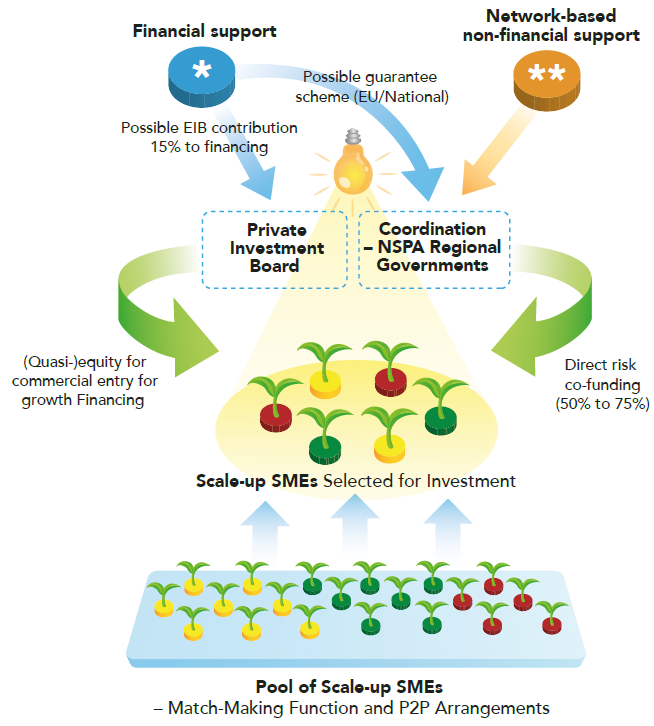 Financial support
*
Network-based
non-financial support
**
Possible guarantee
scheme (EU/National)
Possible EIB contribution
15% to financing
Private
Investment
Board
Coordination
– NSPA Regional
Governments
(Quasi-)equity for
commercial entry for
growth Financing
Direct risk
co-funding
(50% to 75%)
Scale-up SMEs Selected for Investment
Pool of Scale-up SMEs
– Match-Making Function and P2P Arrangements